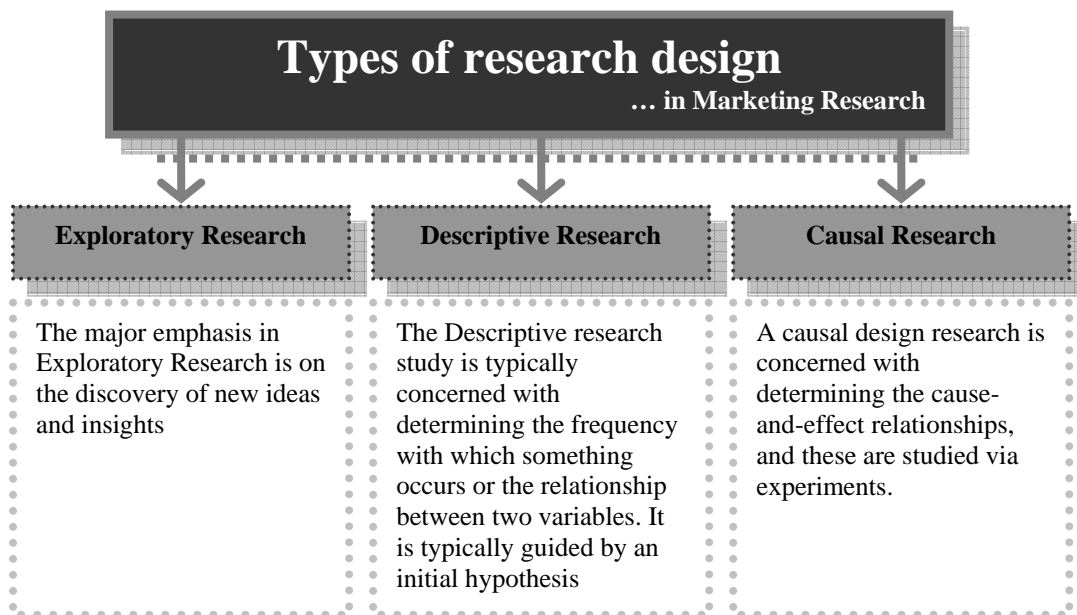 Types of research design
… in Marketing Research
Exploratory Research
Descriptive Research
Causal Research
The major emphasis in
Exploratory Research is on
the discovery of new ideas
and insights
The Descriptive research
study is typically
concerned with
determining the frequency
with which something
occurs or the relationship
between two variables. It
is typically guided by an
initial hypothesis
A causal design research is
concerned with
determining the cause-
and-effect relationships,
and these are studied via
experiments.